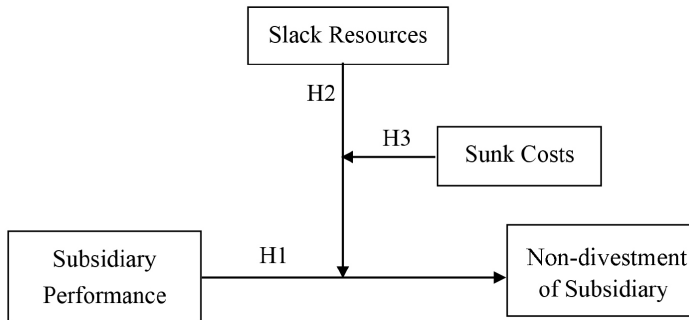 Slack Resources
H2
H3
Sunk Costs
H1
Subsidiary
Performance
Non-divestment
of Subsidiary